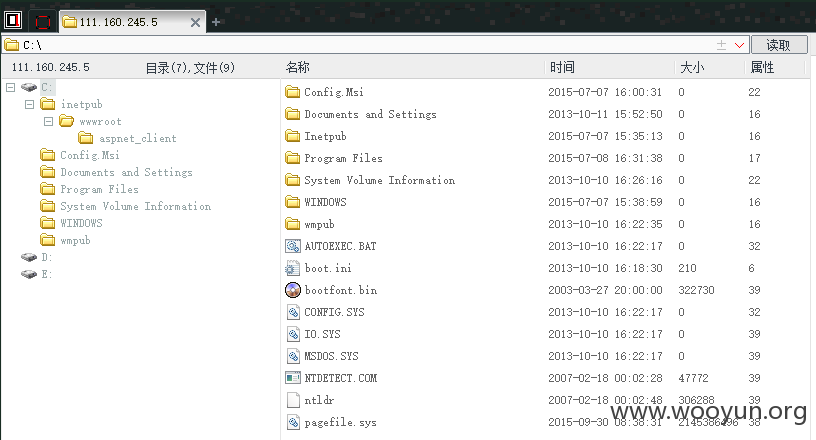 111.160.245.5
C:\
读取
111.160.245.5 目录(7),文件(9)
名称 时间 大小 属性
C:
inetpub
wwwroot
aspnet_client
Config.Msi
Documents and Settings
Program Files
System Volume Information
WINDOWS
wmpub
D:
E:
Config.Msi 2015-07-07 16:00:31 0 22
Documents and Settings 2013-10-11 15:52:50 0 16
Inetpub 2015-07-07 15:35:13 0 16
Program Files 2015-07-08 16:31:38 0 17
System Volume Information 2013-10-10 16:26:16 0 22
WINDOWS 2015-07-07 15:38:59 0 16
wmpub 2013-10-10 16:22:35 0 16
AUTOEXEC.BAT 2013-10-10 16:22:17 0 32
boot.ini 2013-10-10 16:18:30 210 6
bootfont.bin 2003-03-27 20:00:00 322730 39
CONFIG.SYS 2013-10-10 16:22:17 0 32
IO.SYS 2013-10-10 16:22:17 0 39
MSDOS.SYS 2013-10-10 16:22:17 0 39
NTDETECT.COM 2007-02-18 00:02:28 47772 39
ntldr 2007-02-18 00:02:48 306288 39
pagefile.sys 2015-09-30 08:38:31 2145386496 38
www.wooyun.org